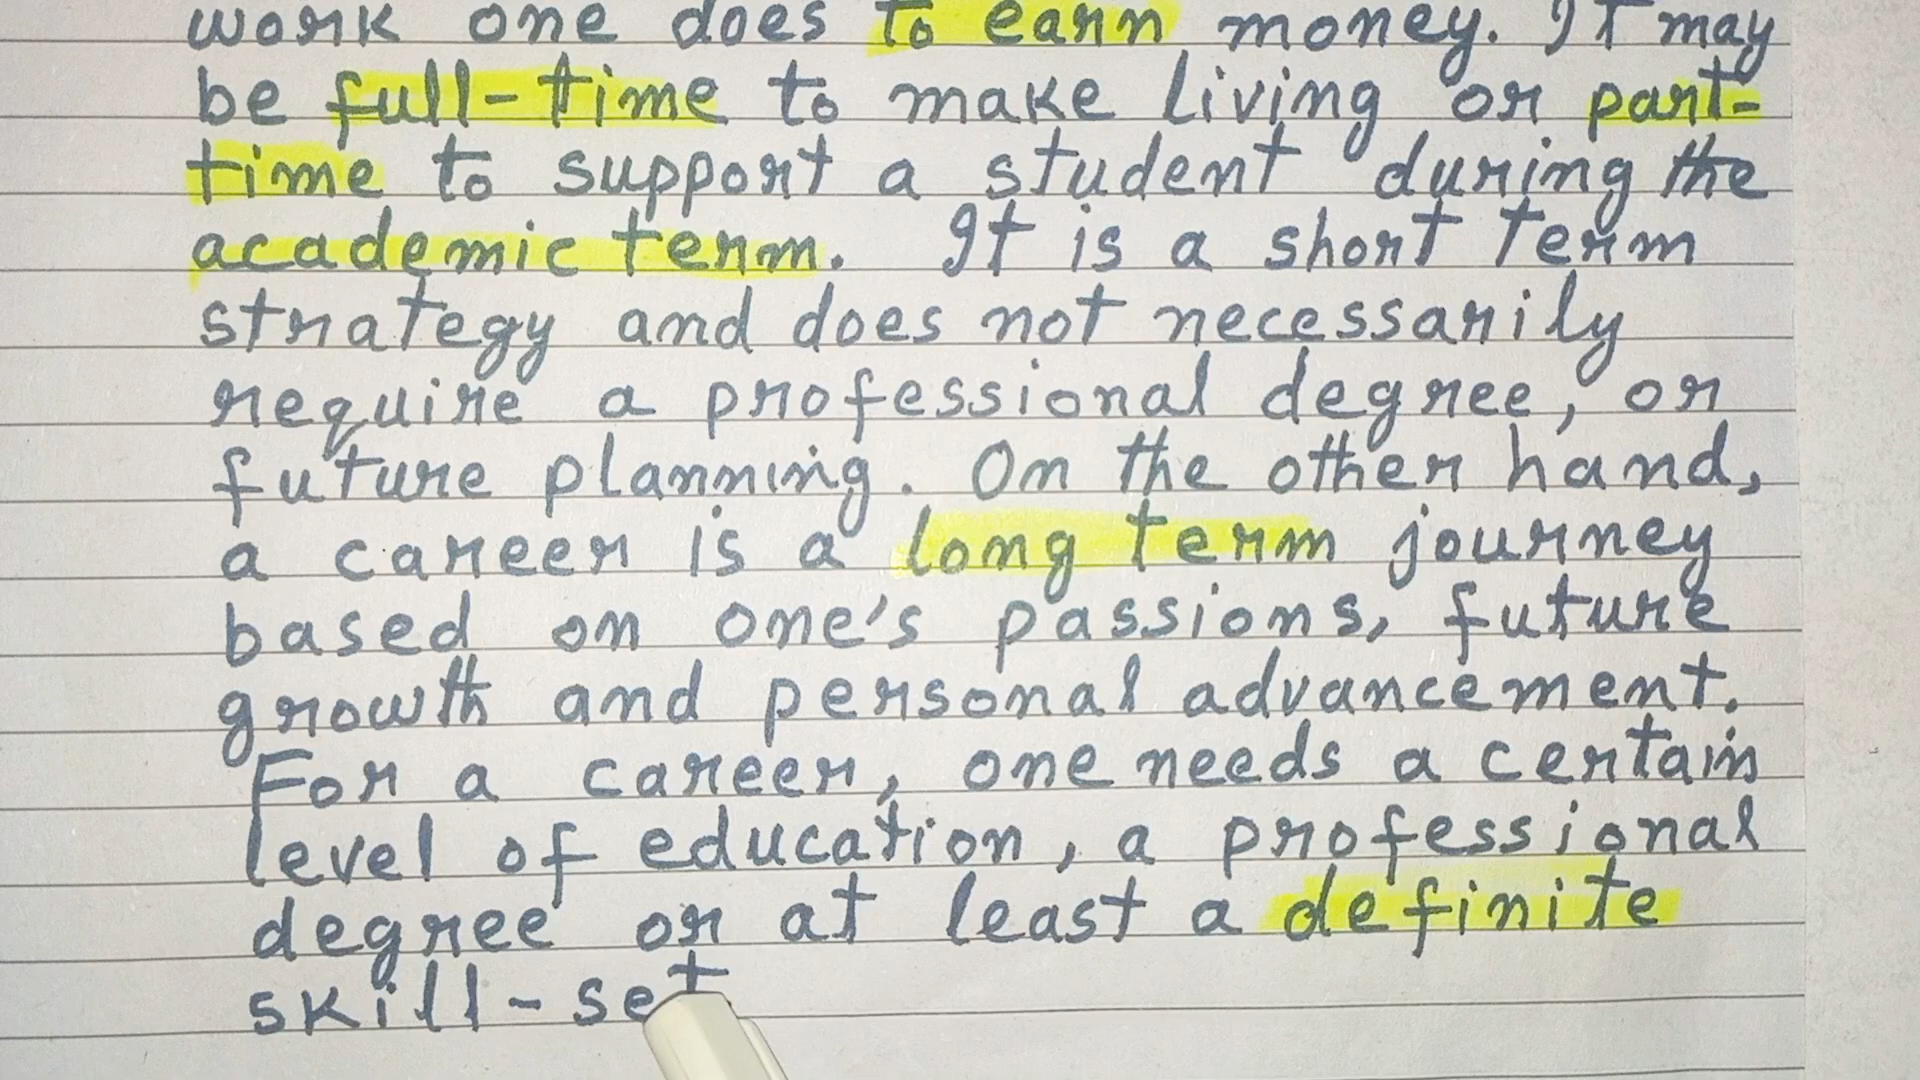 work one does to earn money. It may
be full-time to make living or part-
time to support a student during the
academic term. It is a short term
strategy and does not necessarily
require a professional degree, or
future planning. On the other hand,
a career is a long term journey
based on one's passions, future
growth and personal advancement.
For a career, one needs a certain
level of education, a professional
degree or at least a definite
skill-set